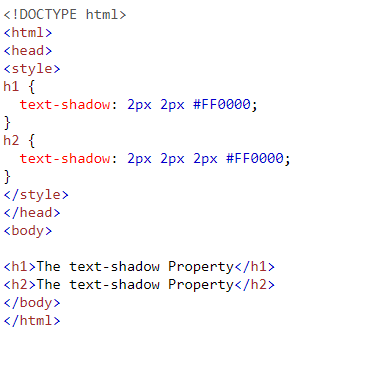 <!DOCTYPE html>
<html>
<head>
<style>
h1 {
  text-shadow: 2px 2px #FF0000;
}
h2 {
  text-shadow: 2px 2px 2px #FF0000;
}
</style>
</head>
<body>

<h1>The text-shadow Property</h1>
<h2>The text-shadow Property</h2>
</body>
</html>